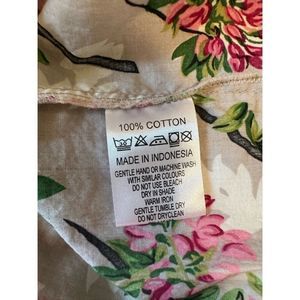 100% COTTON
MADE IN INDONESIA
GENTLE HAND OR MACHINE WASH
WITH SIMILAR COLOURS
DO NOT USE BLEACH
DRY IN SHADE
WARM IRON
GENTLE TUMBLE DRY
DO NOT DRYCLEAN